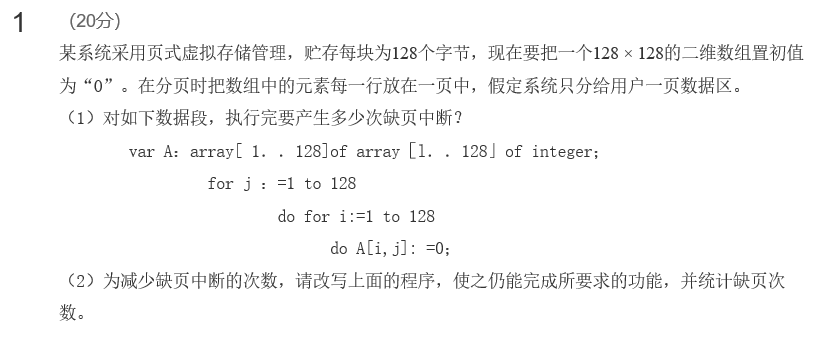 1 (20分)
某系统采用页式虚拟存储管理，贮存每块为128个字节，现在要把一个128 × 128的二维数组置初值
为“0”。在分页时把数组中的元素每一行放在一页中，假定系统只分给用户一页数据区。
（1）对如下数据段，执行完要产生多少次缺页中断？
var A：array[ 1．．128]of array［l．．128」of integer;
for j ：=1 to 128
do for i:=1 to 128
do A[i,j]：=0;
（2）为减少缺页中断的次数，请改写上面的程序，使之仍能完成所要求的功能，并统计缺页次
数。